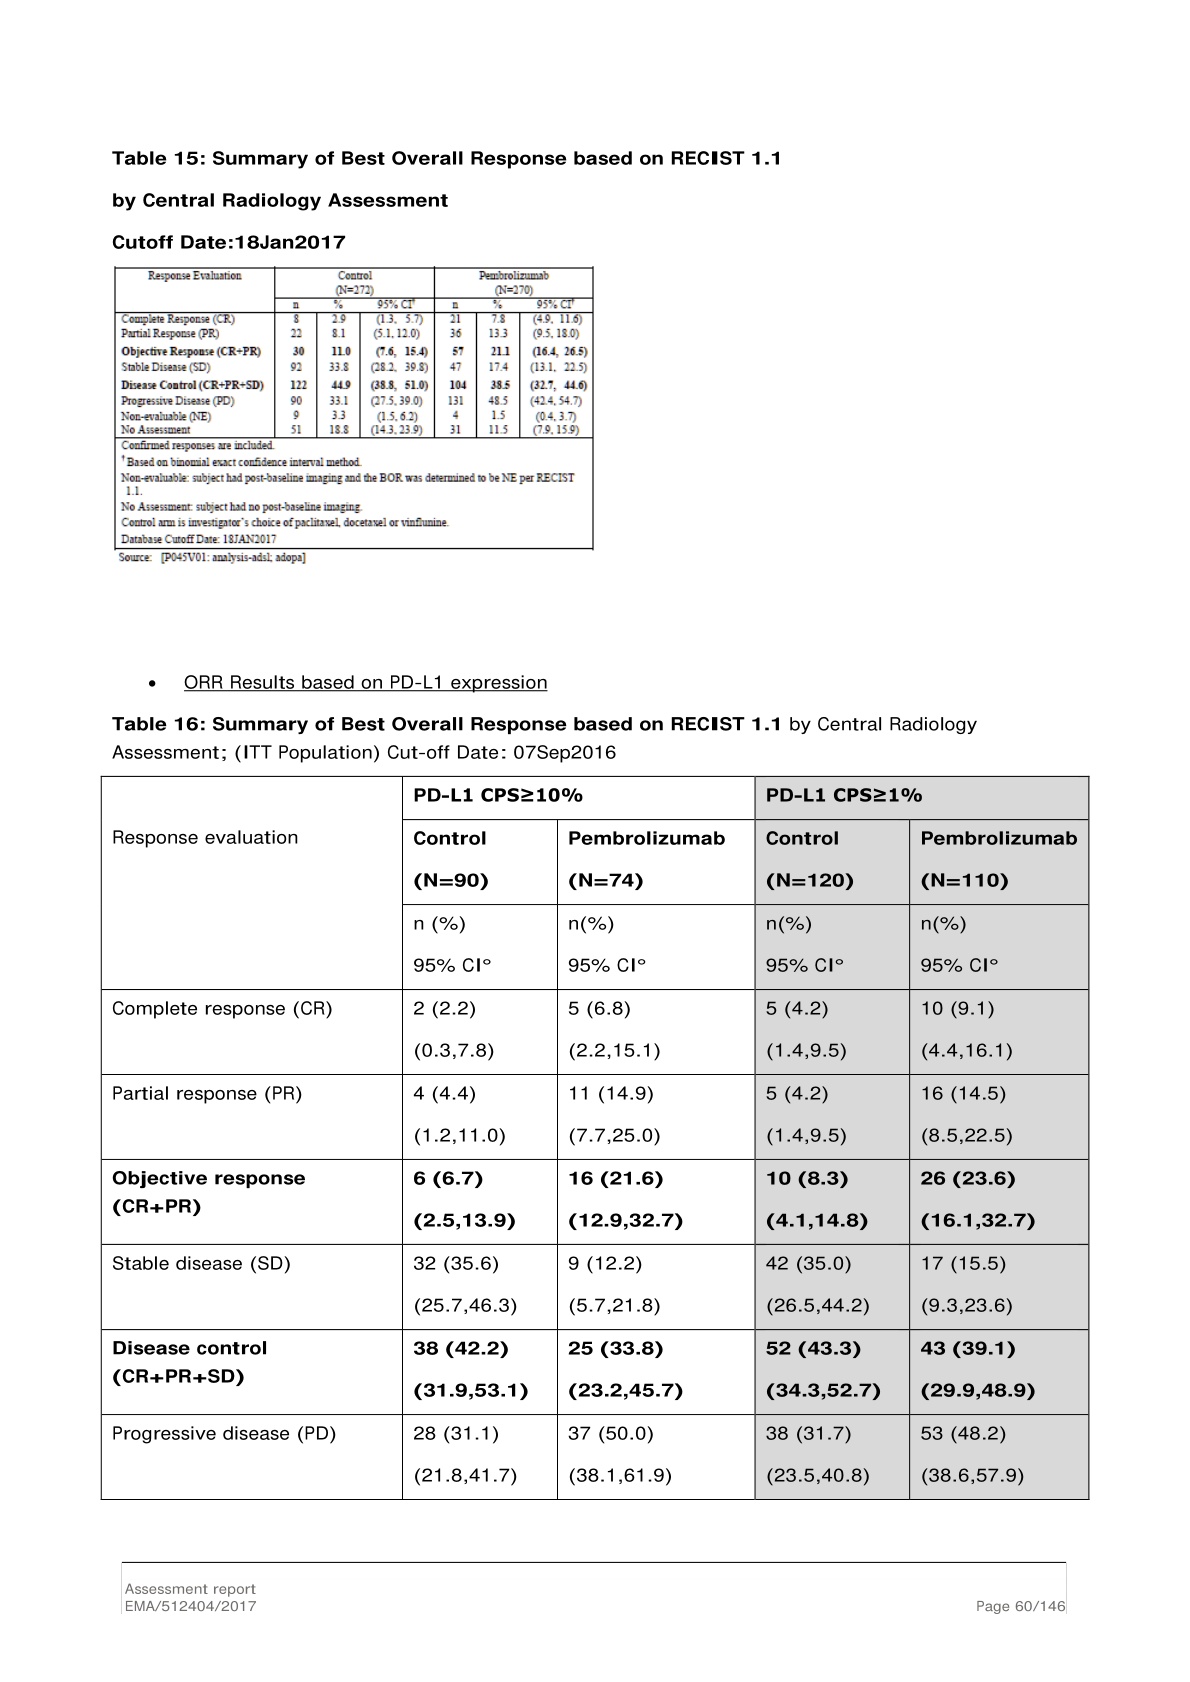 Table 15: Summary of Best Overall Response based on RECIST 1.1
by Central Radiology Assessment
Cutoff Date:18Jan2017
Response Evaluation Control Pembrolizumab
(N=272) (N=270)
n % 95% CI† n % 95% CI†
Complete Response (CR) 8 2.9 (1.3, 5.7) 21 7.8 (4.9, 11.6)
Partial Response (PR) 22 8.1 (5.1, 12.0) 36 13.3 (9.5, 18.0)
Objective Response (CR+PR) 30 11.0 (7.6, 15.4) 57 21.1 (16.4, 26.5)
Stable Disease (SD) 92 33.8 (28.2, 39.8) 47 17.4 (13.1, 22.5)
Disease Control (CR+PR+SD) 122 44.9 (38.8, 51.0) 104 38.5 (32.7, 44.6)
Progressive Disease (PD) 90 33.1 (27.5, 39.0) 131 48.5 (42.4, 54.7)
Non-evaluable (NE) 9 3.3 (1.5, 6.2) 4 1.5 (0.4, 3.7)
No Assessment 51 18.8 (14.3, 23.9) 31 11.5 (7.9, 15.9)
Confirmed responses are included.
† Based on binomial exact confidence interval method.
Non-evaluable: subject had post-baseline imaging and the BOR was determined to be NE per RECIST
1.1.
No Assessment: subject had no post-baseline imaging.
Control arm is investigator's choice of paclitaxel, docetaxel or vinflunine.
Database Cutoff Date: 18JAN2017
Source: [P045V01: analysis-adsl; adopa]
• ORR Results based on PD-L1 expression
Table 16: Summary of Best Overall Response based on RECIST 1.1 by Central Radiology
Assessment; (ITT Population) Cut-off Date: 07Sep2016
PD-L1 CPS≥10% PD-L1 CPS≥1%
Response evaluation Control Pembrolizumab Control Pembrolizumab
(N=90) (N=74) (N=120) (N=110)
n (%) n(%) n(%) n(%)
95% CIº 95% CIº 95% CIº 95% CIº
Complete response (CR) 2 (2.2) 5 (6.8) 5 (4.2) 10 (9.1)
(0.3,7.8) (2.2,15.1) (1.4,9.5) (4.4,16.1)
Partial response (PR) 4 (4.4) 11 (14.9) 5 (4.2) 16 (14.5)
(1.2,11.0) (7.7,25.0) (1.4,9.5) (8.5,22.5)
Objective response 6 (6.7) 16 (21.6) 10 (8.3) 26 (23.6)
(CR+PR) (2.5,13.9) (12.9,32.7) (4.1,14.8) (16.1,32.7)
Stable disease (SD) 32 (35.6) 9 (12.2) 42 (35.0) 17 (15.5)
(25.7,46.3) (5.7,21.8) (26.5,44.2) (9.3,23.6)
Disease control 38 (42.2) 25 (33.8) 52 (43.3) 43 (39.1)
(CR+PR+SD) (31.9,53.1) (23.2,45.7) (34.3,52.7) (29.9,48.9)
Progressive disease (PD) 28 (31.1) 37 (50.0) 38 (31.7) 53 (48.2)
(21.8,41.7) (38.1,61.9) (23.5,40.8) (38.6,57.9)
Assessment report
EMA/512404/2017 Page 60/146